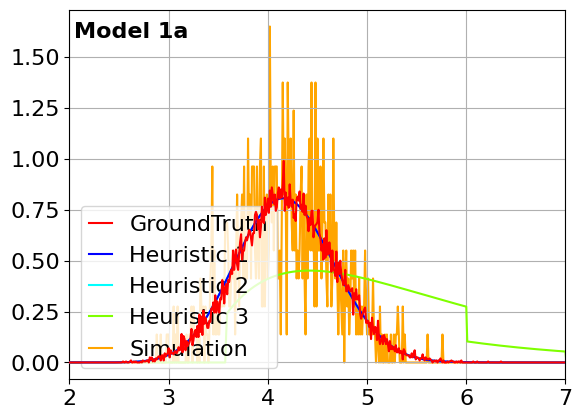 Model 1a
1.50
1.25
1.00
0.75
0.50
0.25
0.00
GroundTruth
Heuristic 1
Heuristic 2
Heuristic 3
Simulation
2 3 4 5 6 7